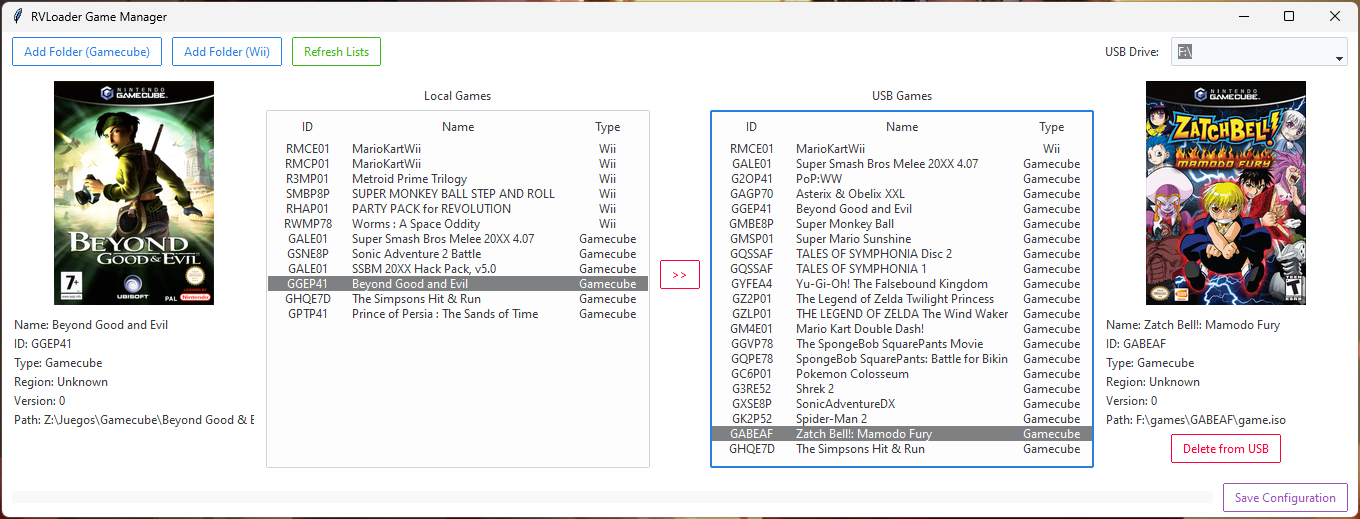 RVLoader Game Manager
Add Folder (Gamecube) Add Folder (Wii) Refresh Lists USB Drive: F:\
NINTENDO GAMECUBE
BEYOND
GOOD & EVIL
7+
UBISOFT
PAL
Nintendo
Name: Beyond Good and Evil
ID: GGEP41
Type: Gamecube
Region: Unknown
Version: 0
Path: Z:\Juegos\Gamecube\Beyond Good & E
Local Games
ID Name Type
RMCE01 MarioKartWii Wii
RMCP01 MarioKartWii Wii
R3MP01 Metroid Prime Trilogy Wii
SMBP8P SUPER MONKEY BALL STEP AND ROLL Wii
RHAP01 PARTY PACK for REVOLUTION Wii
RWMP78 Worms : A Space Oddity Wii
GALE01 Super Smash Bros Melee 20XX 4.07 Gamecube
GSNE8P Sonic Adventure 2 Battle Gamecube
GALE01 SSBM 20XX Hack Pack, v5.0 Gamecube
GGEP41 Beyond Good and Evil Gamecube
GHQE7D The Simpsons Hit & Run Gamecube
GPTP41 Prince of Persia : The Sands of Time Gamecube
>>
USB Games
ID Name Type
RMCE01 MarioKartWii Wii
GALE01 Super Smash Bros Melee 20XX 4.07 Gamecube
G2OP41 PoP:WW Gamecube
GAGP70 Asterix & Obelix XXL Gamecube
GGEP41 Beyond Good and Evil Gamecube
GMBE8P Super Monkey Ball Gamecube
GMSP01 Super Mario Sunshine Gamecube
GQSSAF TALES OF SYMPHONIA Disc 2 Gamecube
GQSSAF TALES OF SYMPHONIA 1 Gamecube
GYFEA4 Yu-Gi-Oh! The Falsebound Kingdom Gamecube
GZ2P01 The Legend of Zelda Twilight Princess Gamecube
GZLP01 THE LEGEND OF ZELDA The Wind Waker Gamecube
GM4E01 Mario Kart Double Dash! Gamecube
GGVP78 The SpongeBob SquarePants Movie Gamecube
GQPE78 SpongeBob SquarePants: Battle for Bikin Gamecube
GC6P01 Pokemon Colosseum Gamecube
G3RE52 Shrek 2 Gamecube
GXSE8P SonicAdventureDX Gamecube
GK2P52 Spider-Man 2 Gamecube
GABEAF Zatch Bell!: Mamodo Fury Gamecube
GHQE7D The Simpsons Hit & Run Gamecube
NINTENDO GAMECUBE
ZATCHBELL!
MAMODO FURY
T
Name: Zatch Bell!: Mamodo Fury
ID: GABEAF
Type: Gamecube
Region: Unknown
Version: 0
Path: F:\games\GABEAF\game.iso
Delete from USB
Save Configuration